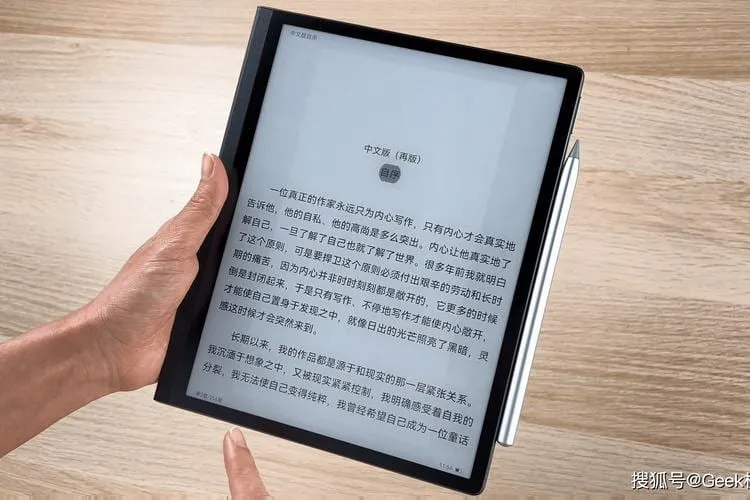 中文版自序
中文版（再版）
自序
一位真正的作家永远只为内心写作，只有内心才会真实地
告诉他，他的自私、他的高尚是多么突出。内心让他真实地了
解自己，一旦了解了自己也就了解了世界。很多年前我就明白
了这个原则，可是要捍卫这个原则必须付出艰辛的劳动和长时
期的痛苦，因为内心并非时时刻刻都是敞开的，它更多的时候
倒是封闭起来，于是只有写作，不停地写作才能使内心敞开，
才能使自己置身于发现之中，就像日出的光芒照亮了黑暗，灵
感这时候才会突然来到。
长期以来，我的作品都是源于和现实的那一层紧张关系。
我沉湎于想象之中，又被现实紧紧控制，我明确感受着自我的
分裂，我无法使自己变得纯粹，我曾经希望自己成为一位童话
搜狐号@Geek